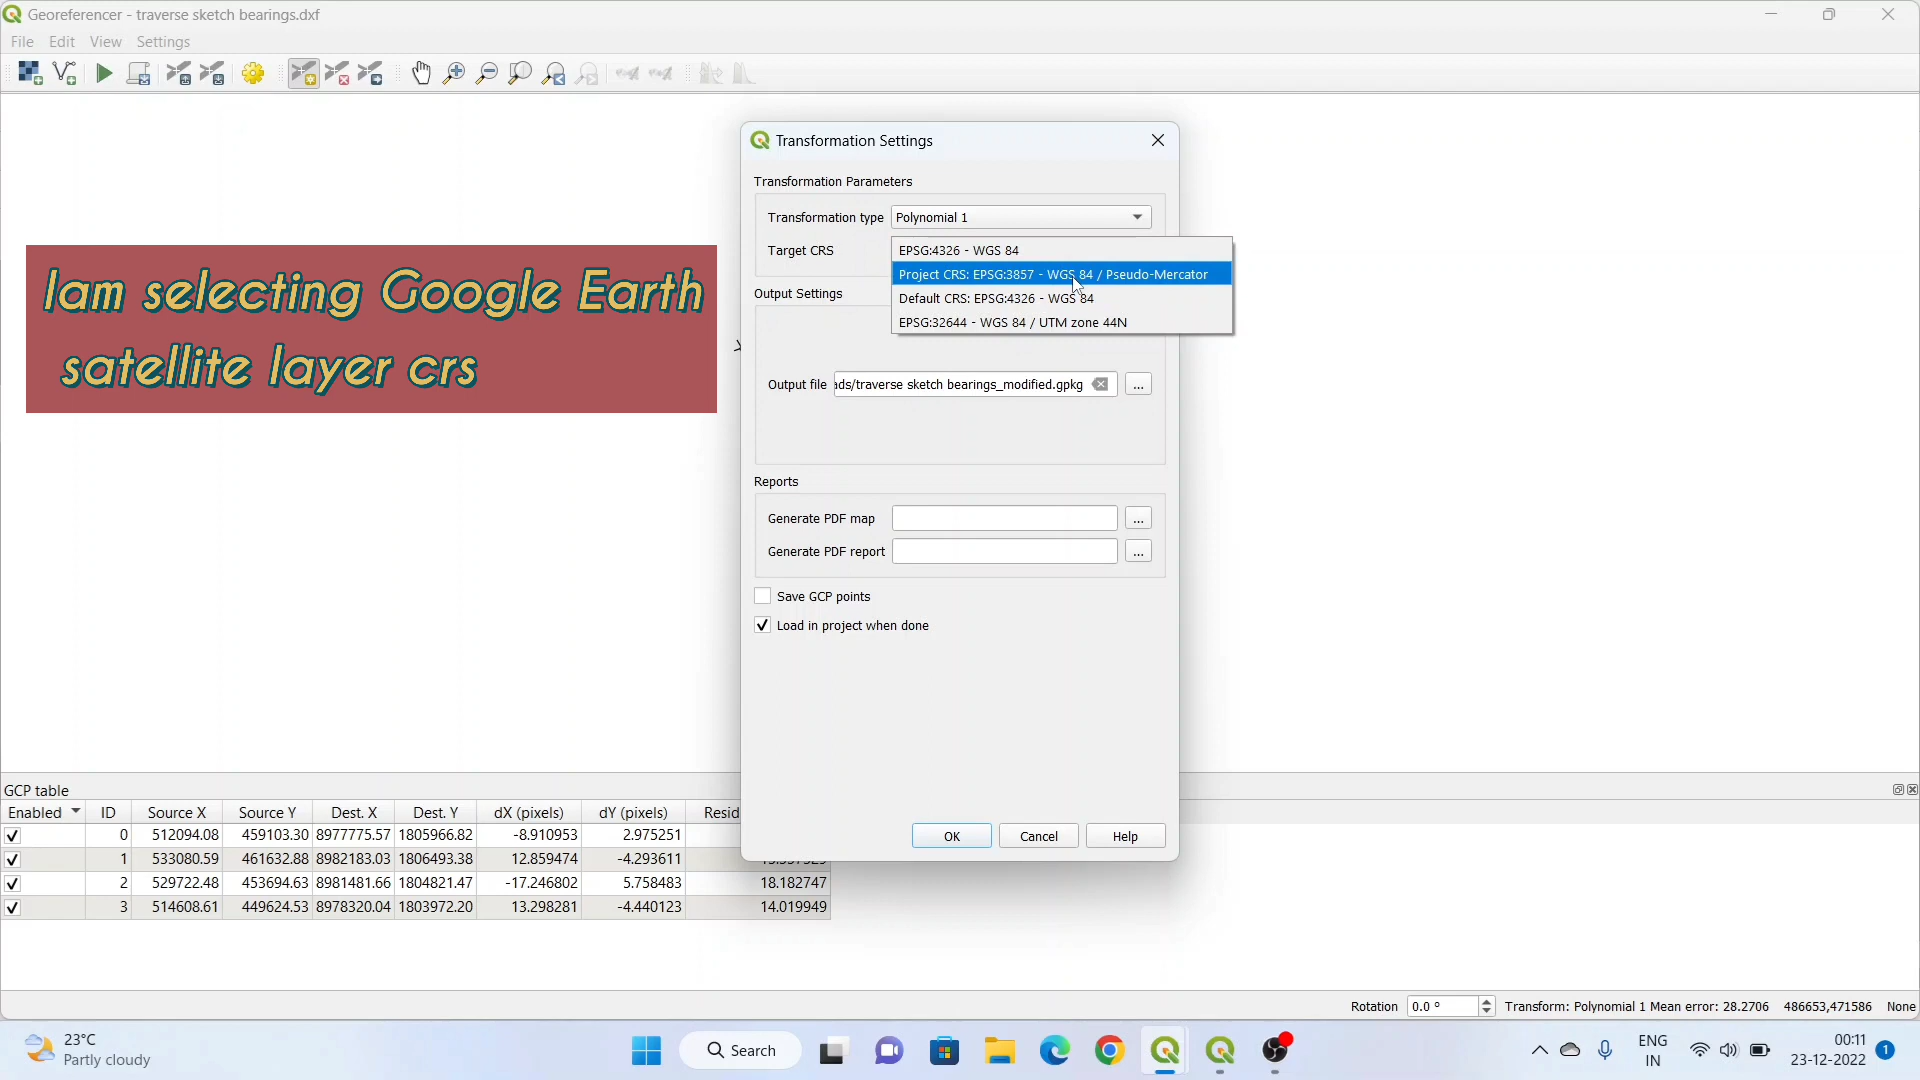 Georeferencer - traverse sketch bearings.dxf
File Edit View Settings
Transformation Settings
Transformation Parameters
Transformation type Polynomial 1
Target CRS
EPSG:4326 - WGS 84
Project CRS: EPSG:3857 - WGS 84 / Pseudo-Mercator
Default CRS: EPSG:4326 - WGS 84
EPSG:32644 - WGS 84 / UTM zone 44N
Iam selecting Google Earth
satellite layer crs
Output Settings
Output file ads/traverse sketch bearings_modified.gpkg ...
Reports
Generate PDF map ...
Generate PDF report ...
Save GCP points
Load in project when done
OK Cancel Help
GCP table
Enabled ID Source X Source Y Dest. X Dest. Y dX (pixels) dY (pixels) Resid
0 512094.08 459103.30 8977775.57 1805966.82 -8.910953 2.975251
1 533080.59 461632.88 8982183.03 1806493.38 12.859474 -4.293611
2 529722.48 453694.63 8981481.66 1804821.47 -17.246802 5.758483 18.182747
3 514608.61 449624.53 8978320.04 1803972.20 13.298281 -4.440123 14.019949
Rotation 0.0 ° Transform: Polynomial 1 Mean error: 28.2706 486653,471586 None
23°C
Partly cloudy
Search
ENG
IN
00:11
23-12-2022
1